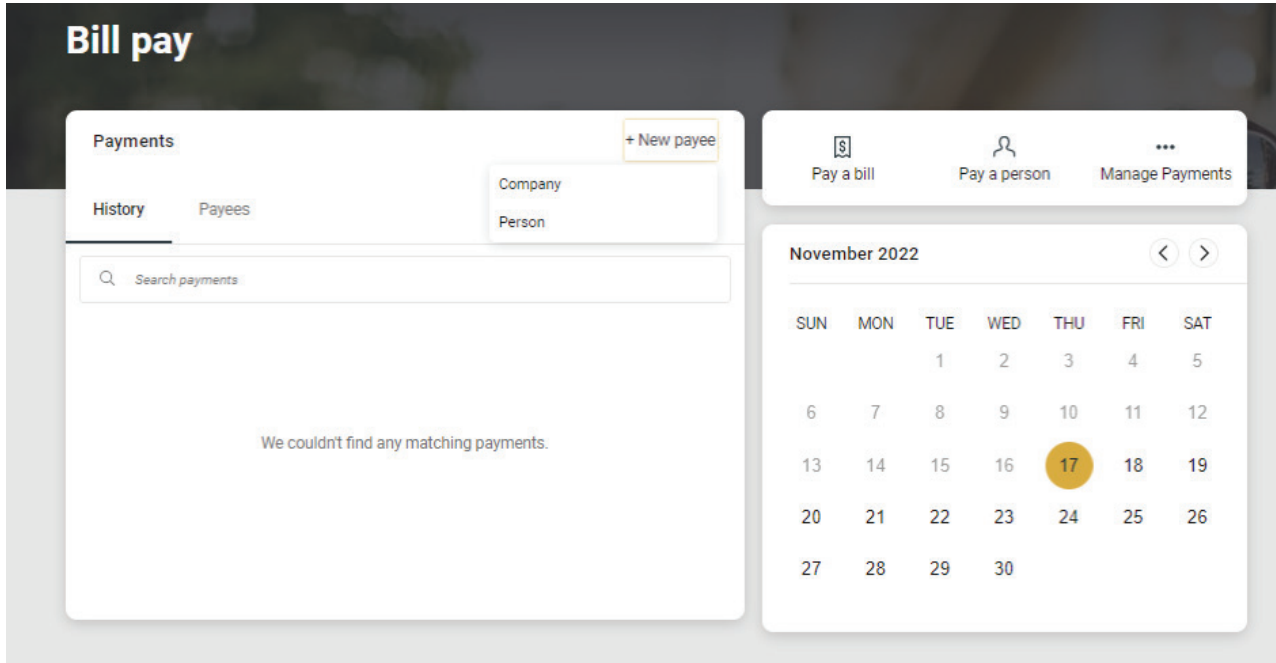 Bill pay
Payments
+ New payee
Company
Person
History Payees
Search payments
We couldn't find any matching payments.
Pay a bill
Pay a person
Manage Payments
November 2022
SUN MON TUE WED THU FRI SAT
1 2 3 4 5
6 7 8 9 10 11 12
13 14 15 16 17 18 19
20 21 22 23 24 25 26
27 28 29 30